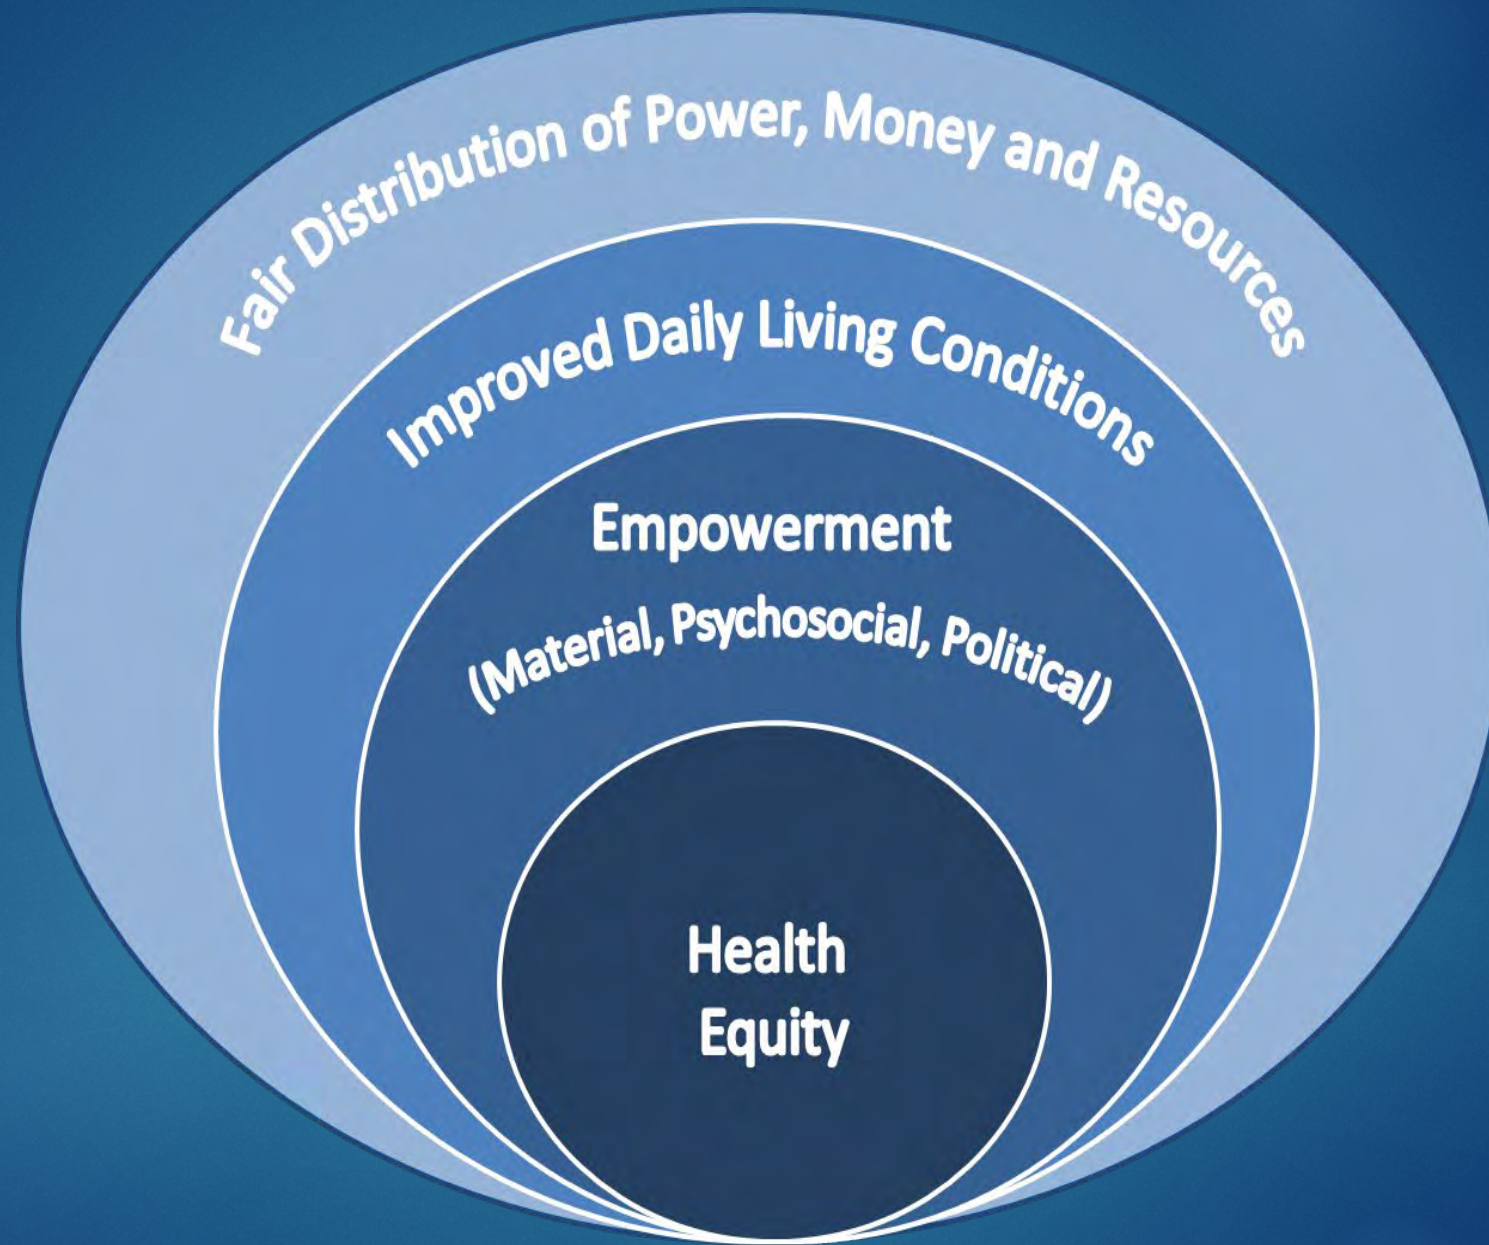 Fair Distribution of Power, Money and Resources
Improved Daily Living Conditions
Empowerment
(Material, Psychosocial, Political)
Health
Equity